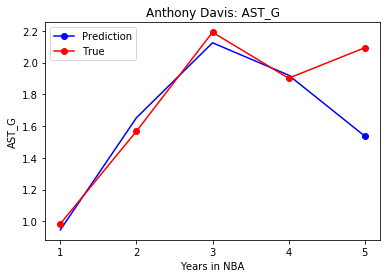 Anthony Davis: AST_G
Prediction
True
2.2
2.0
1.8
1.6
1.4
1.2
1.0
AST_G
1 2 3 4 5
Years in NBA